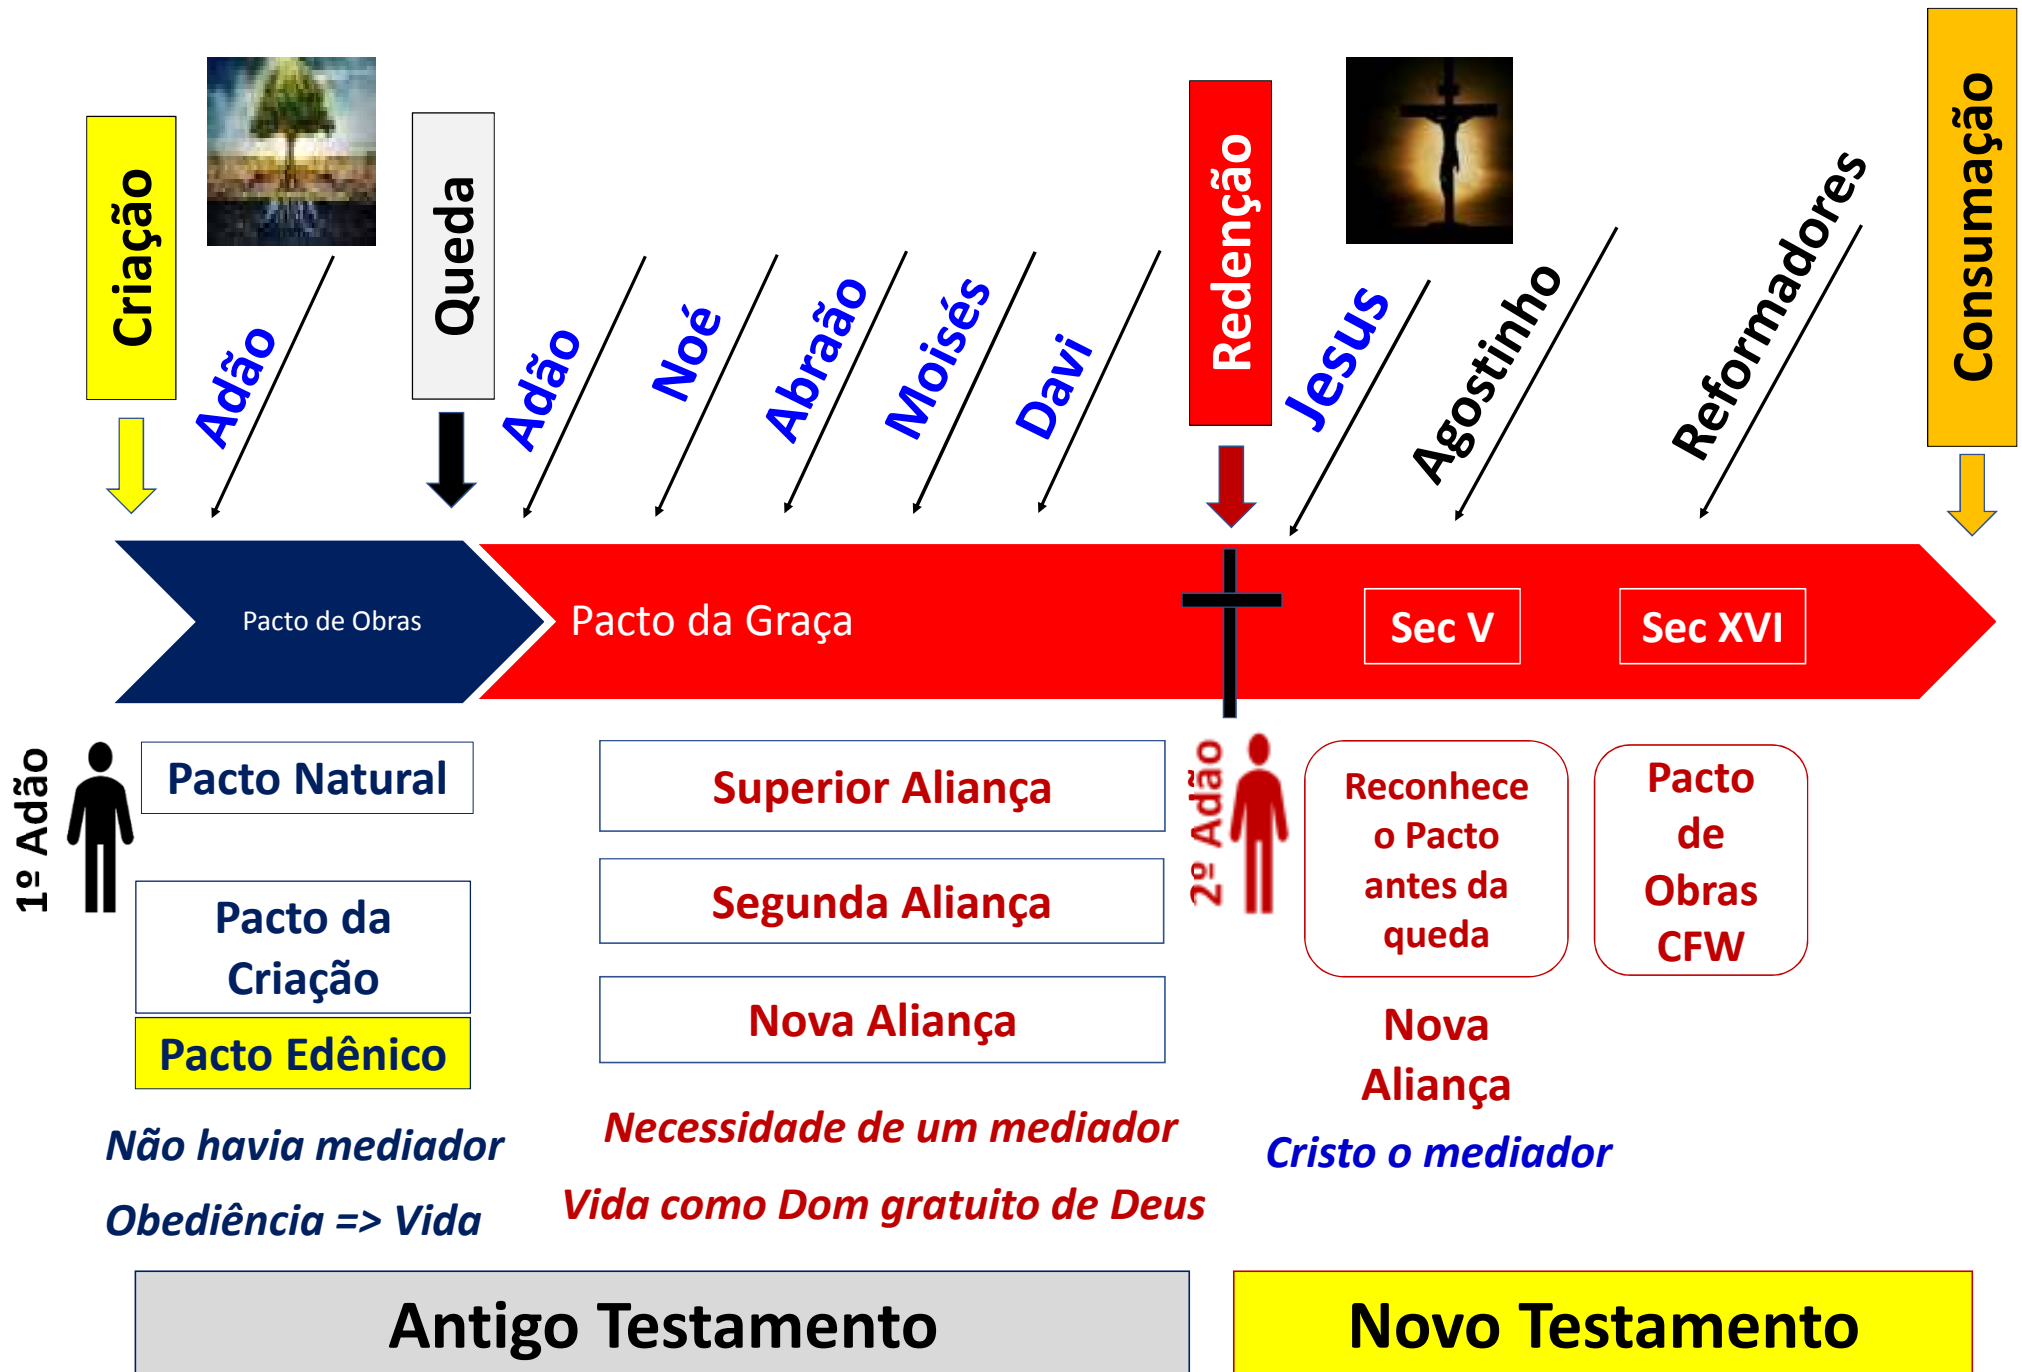 Criação
Adão
Queda
Adão
Noé
Abraão
Moisés
Davi
Redenção
Jesus
Agostinho
Reformadores
Consumação
Pacto de Obras
Pacto da Graça
Sec V
Sec XVI
1º Adão
Pacto Natural
Pacto da
Criação
Pacto Edênico
Não havia mediador
Obediência => Vida
Superior Aliança
Segunda Aliança
Nova Aliança
Necessidade de um mediador
Vida como Dom gratuito de Deus
2º Adão
Reconhece
o Pacto
antes da
queda
Nova
Aliança
Cristo o mediador
Pacto
de
Obras
CFW
Antigo Testamento
Novo Testamento